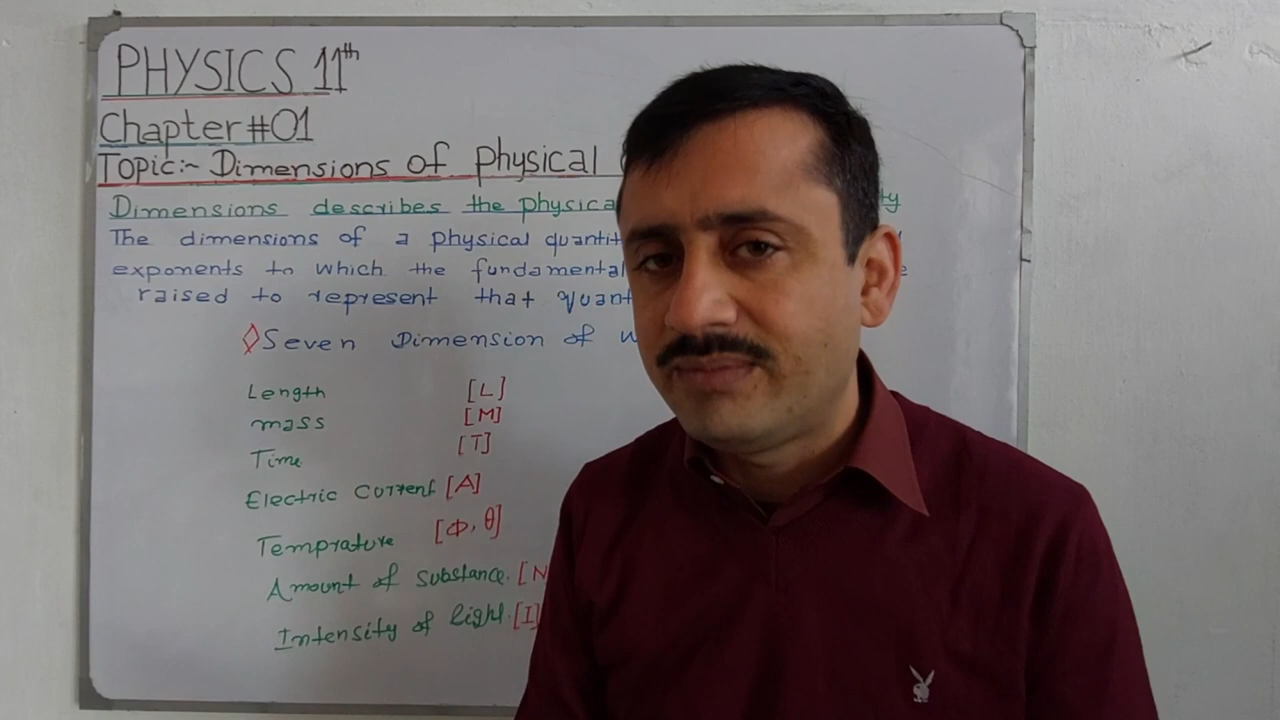 PHYSICS 11th
Chapter#01
Topic:~ Dimensions of physical
Dimensions describes the physica ty
The dimensions of a physical quantit
exponents to which the fundamental e
raised to represent that quant
Seven Dimension of w
Length [L]
mass [M]
Time [T]
Electric Current [A]
Temprature [Φ, θ]
Amount of substance. [N
Intensity of light. [I]